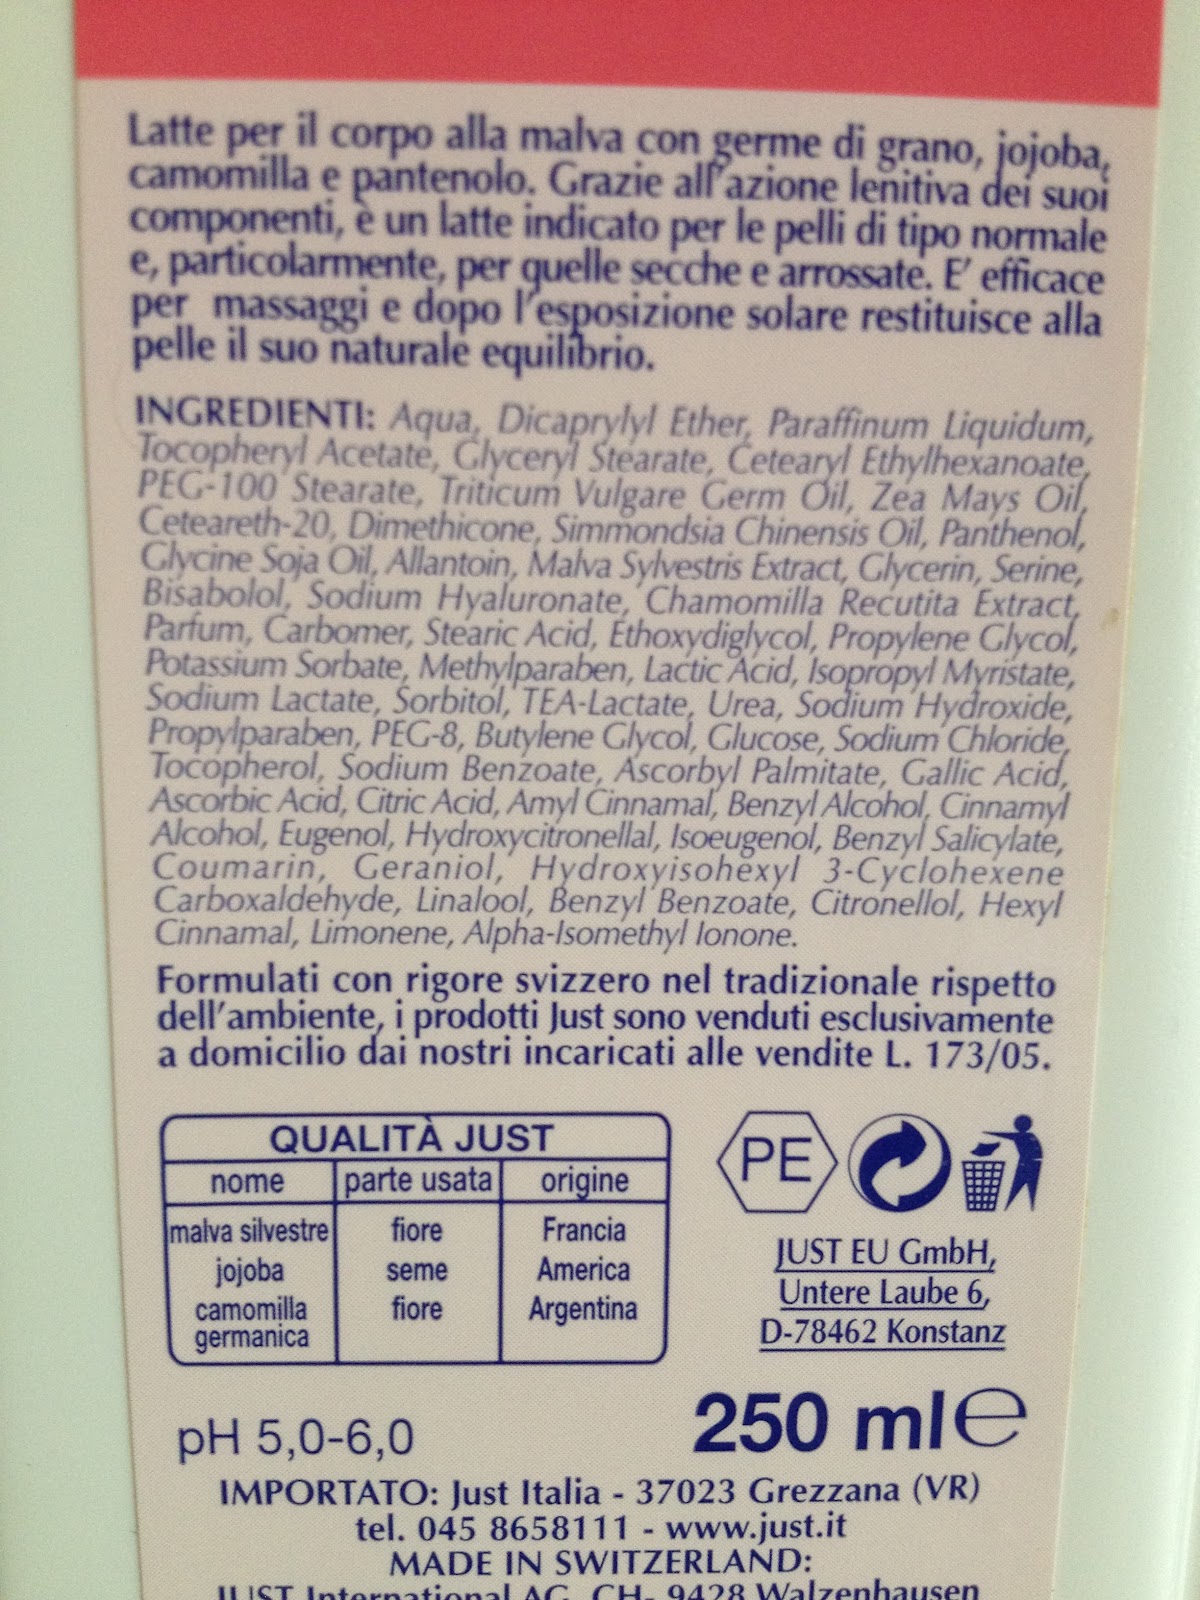 Latte per il corpo alla malva con germe di grano, jojoba,
camomilla e pantenolo. Grazie all'azione lenitiva dei suoi
componenti, è un latte indicato per le pelli di tipo normale
e, particolarmente, per quelle secche e arrossate. E' efficace
per massaggi e dopo l'esposizione solare restituisce alla
pelle il suo naturale equilibrio.
INGREDIENTI: Aqua, Dicaprylyl Ether, Paraffinum Liquidum,
Tocopheryl Acetate, Glyceryl Stearate, Cetearyl Ethylhexanoate,
PEG-100 Stearate, Triticum Vulgare Germ Oil, Zea Mays Oil,
Ceteareth-20, Dimethicone, Simmondsia Chinensis Oil, Panthenol,
Glycine Soja Oil, Allantoin, Malva Sylvestris Extract, Glycerin, Serine,
Bisabolol, Sodium Hyaluronate, Chamomilla Recutita Extract,
Parfum, Carbomer, Stearic Acid, Ethoxydiglycol, Propylene Glycol,
Potassium Sorbate, Methylparaben, Lactic Acid, Isopropyl Myristate,
Sodium Lactate, Sorbitol, TEA-Lactate, Urea, Sodium Hydroxide,
Propylparaben, PEG-8, Butylene Glycol, Glucose, Sodium Chloride,
Tocopherol, Sodium Benzoate, Ascorbyl Palmitate, Gallic Acid,
Ascorbic Acid, Citric Acid, Amyl Cinnamal, Benzyl Alcohol, Cinnamyl
Alcohol, Eugenol, Hydroxycitronellal, Isoeugenol, Benzyl Salicylate,
Coumarin, Geraniol, Hydroxyisohexyl 3-Cyclohexene
Carboxaldehyde, Linalool, Benzyl Benzoate, Citronellol, Hexyl
Cinnamal, Limonene, Alpha-Isomethyl Ionone.
Formulati con rigore svizzero nel tradizionale rispetto
dell'ambiente, i prodotti Just sono venduti esclusivamente
a domicilio dai nostri incaricati alle vendite L. 173/05.
QUALITÀ JUST
nome parte usata origine
malva silvestre fiore Francia
jojoba seme America
camomilla fiore Argentina
germanica
PE
JUST EU GmbH,
Untere Laube 6,
D-78462 Konstanz
pH 5,0-6,0
250 ml e
IMPORTATO: Just Italia - 37023 Grezzana (VR)
tel. 045 8658111 - www.just.it
MADE IN SWITZERLAND:
JUST International AG, CH- 9428 Walzenhausen